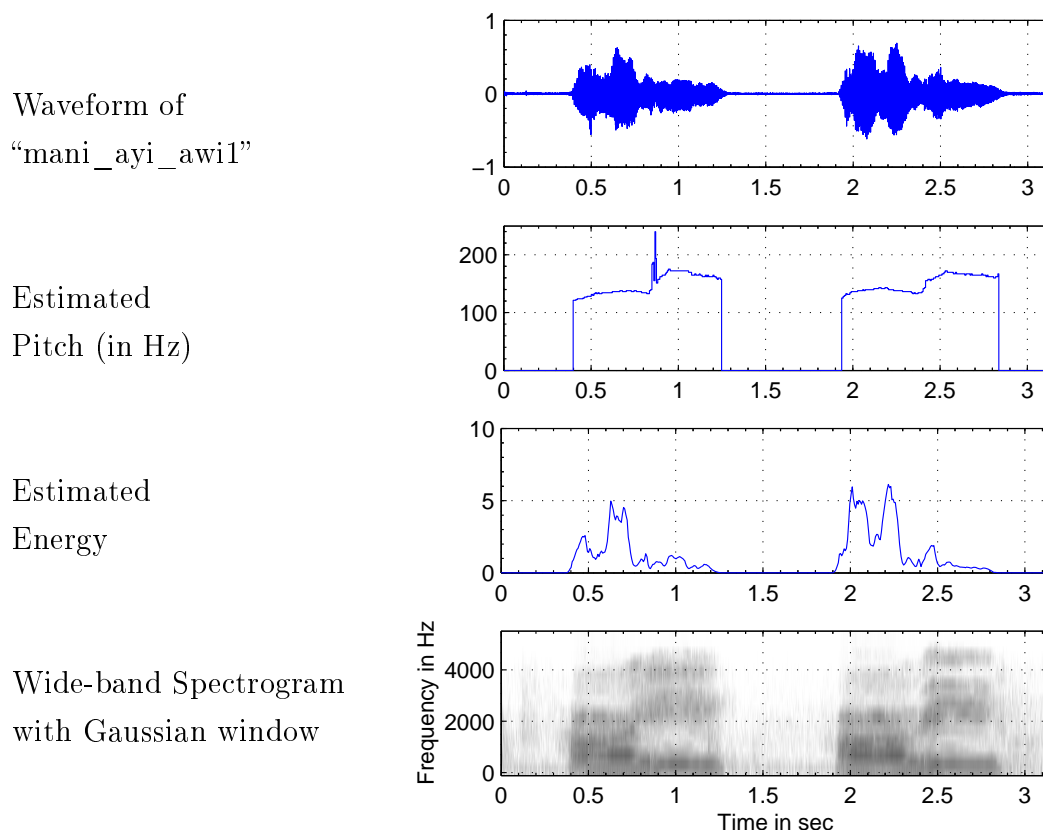 Waveform of
“mani_ayi_awi1”
1
0
−1
0 0.5 1 1.5 2 2.5 3
Estimated
Pitch (in Hz)
200
100
0
0 0.5 1 1.5 2 2.5 3
Estimated
Energy
10
5
0
0 0.5 1 1.5 2 2.5 3
Wide-band Spectrogram
with Gaussian window
Frequency in Hz
4000
2000
0
0 0.5 1 1.5 2 2.5 3
Time in sec